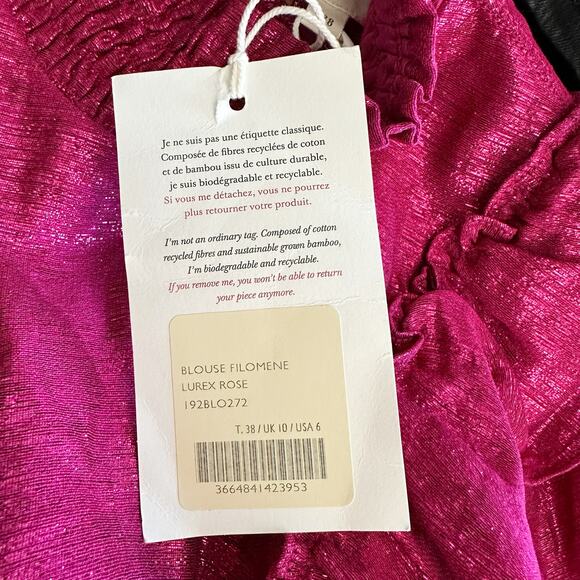 Je ne suis pas une étiquette classique.
Composée de fibres recyclées de coton
et de bambou issu de culture durable,
je suis biodégradable et recyclable.
Si vous me détachez, vous ne pourrez
plus retourner votre produit.
I'm not an ordinary tag. Composed of cotton
recycled fibres and sustainable grown bamboo,
I'm biodegradable and recyclable.
If you remove me, you won't be able to return
your piece anymore.
BLOUSE FILOMENE
LUREX ROSE
192BLO272
T. 38 / UK 10 / USA 6
3664841423953